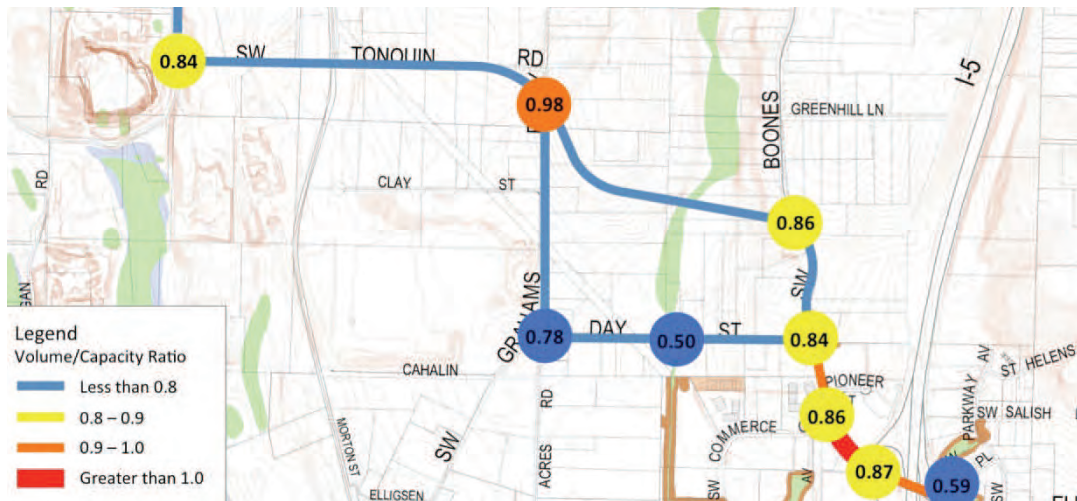 0.84
SW TONQUIN RD
0.98
I-5
BOONES
GREENHILL LN
RD
CLAY ST
0.86
SW
GRAHAMS
0.78
DAY
0.50
ST
0.84
Legend
Volume/Capacity Ratio
Less than 0.8
0.8 – 0.9
0.9 – 1.0
Greater than 1.0
CAHALIN
PIONEER
AV
ST HELENS
PARKWAY
SW SALISH
PL
RD
0.86
COMMERCE
MORTON ST
SW
ACRES
0.87
0.59
AV
SW
SW
ELLIGSEN